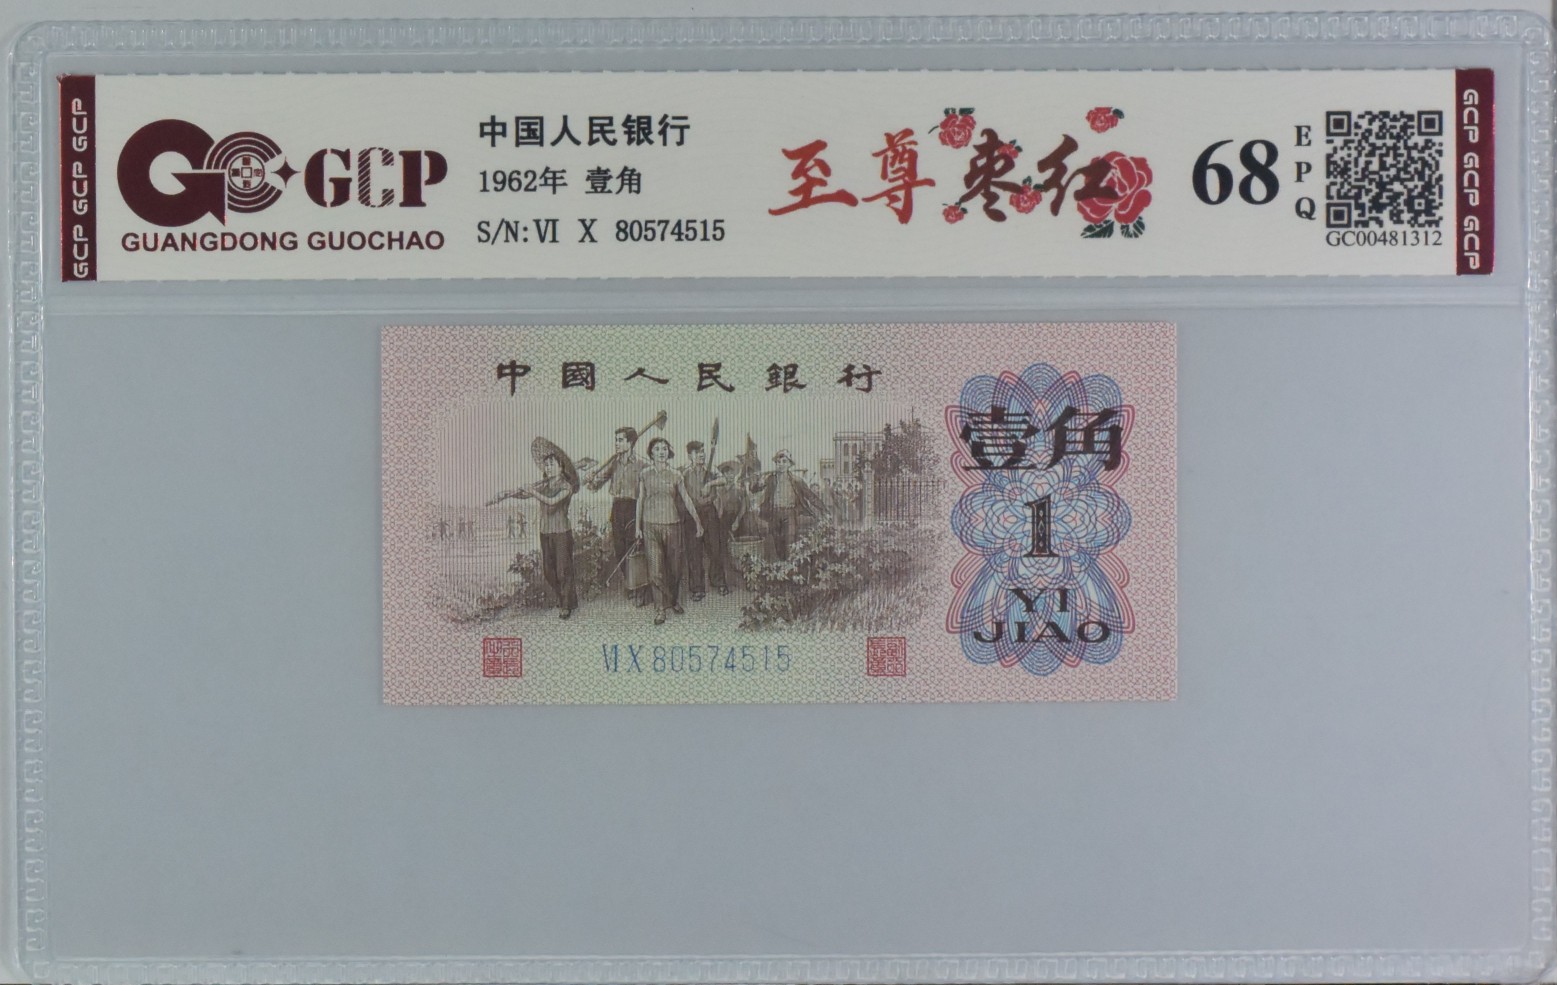 GCP GCP GCP
GCP
GUANGDONG GUOCHAO
中国人民银行
1962年 壹角
S/N: VI X 80574515
至尊 枣红
68
EPQ
GC00481312
GCP GCP GCP
中國人民銀行
壹角
1
YI
JIAO
VI X 80574515